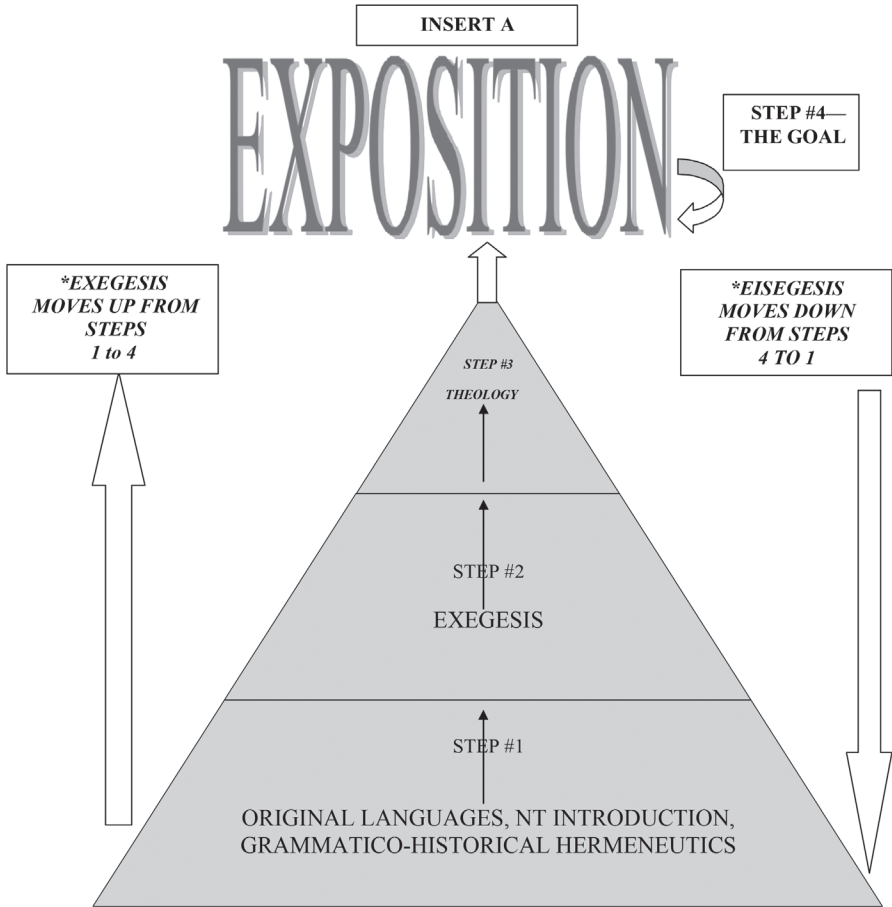 INSERT A
EXPOSITION
STEP #4—
THE GOAL
*EXEGESIS
MOVES UP FROM
STEPS
1 to 4
*EISEGESIS
MOVES DOWN
FROM STEPS
4 TO 1
STEP #3
THEOLOGY
STEP #2
EXEGESIS
STEP #1
ORIGINAL LANGUAGES, NT INTRODUCTION,
GRAMMATICO-HISTORICAL HERMENEUTICS